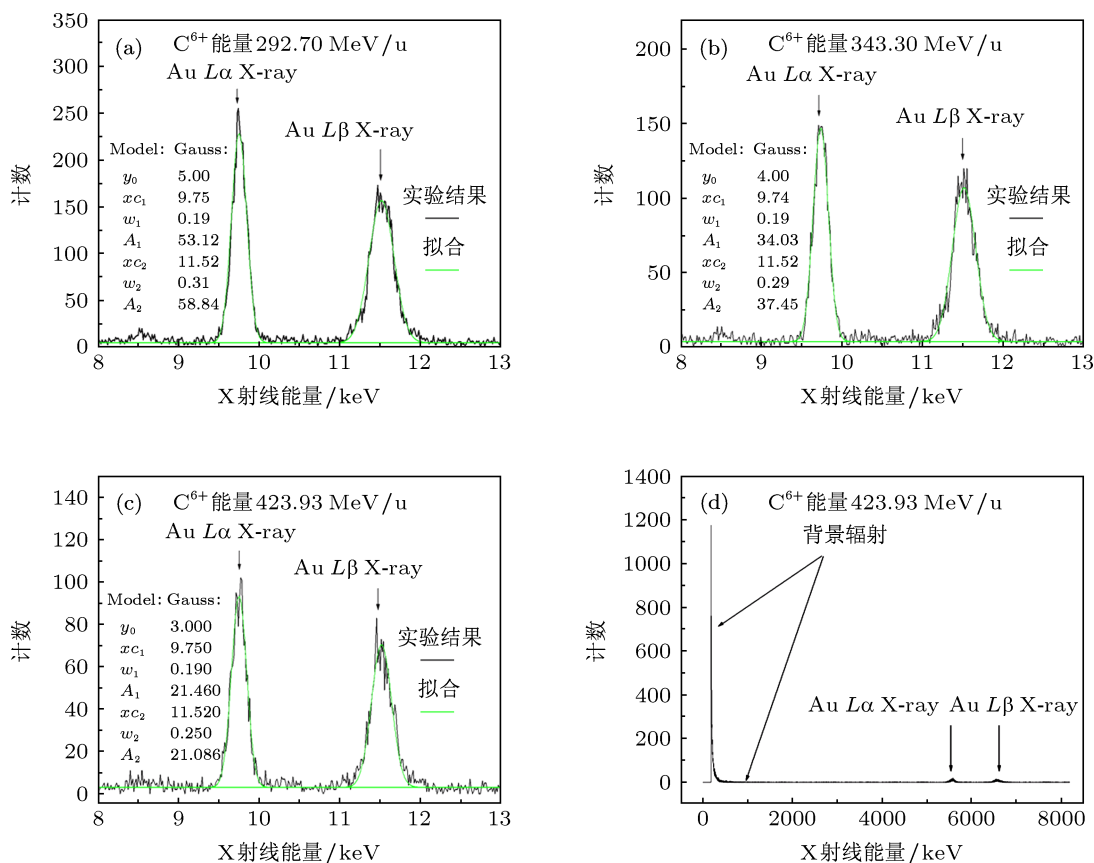 (a) C⁶⁺能量292.70 MeV/u
Au Lα X-ray
Au Lβ X-ray
Model: Gauss:
y₀ 5.00
xc₁ 9.75
w₁ 0.19
A₁ 53.12
xc₂ 11.52
w₂ 0.31
A₂ 58.84
实验结果
拟合
计数
350
300
250
200
150
100
50
0
8 9 10 11 12 13
X射线能量/keV
(b) C⁶⁺能量343.30 MeV/u
Au Lα X-ray
Au Lβ X-ray
Model: Gauss:
y₀ 4.00
xc₁ 9.74
w₁ 0.19
A₁ 34.03
xc₂ 11.52
w₂ 0.29
A₂ 37.45
实验结果
拟合
计数
200
150
100
50
0
8 9 10 11 12 13
X射线能量/keV
(c) C⁶⁺能量423.93 MeV/u
Au Lα X-ray
Au Lβ X-ray
Model: Gauss:
y₀ 3.000
xc₁ 9.750
w₁ 0.190
A₁ 21.460
xc₂ 11.520
w₂ 0.250
A₂ 21.086
实验结果
拟合
计数
140
120
100
80
60
40
20
0
8 9 10 11 12 13
X射线能量/keV
(d) C⁶⁺能量423.93 MeV/u
背景辐射
Au Lα X-ray Au Lβ X-ray
计数
1400
1200
1000
800
600
400
200
0
0 2000 4000 6000 8000
X射线能量/keV